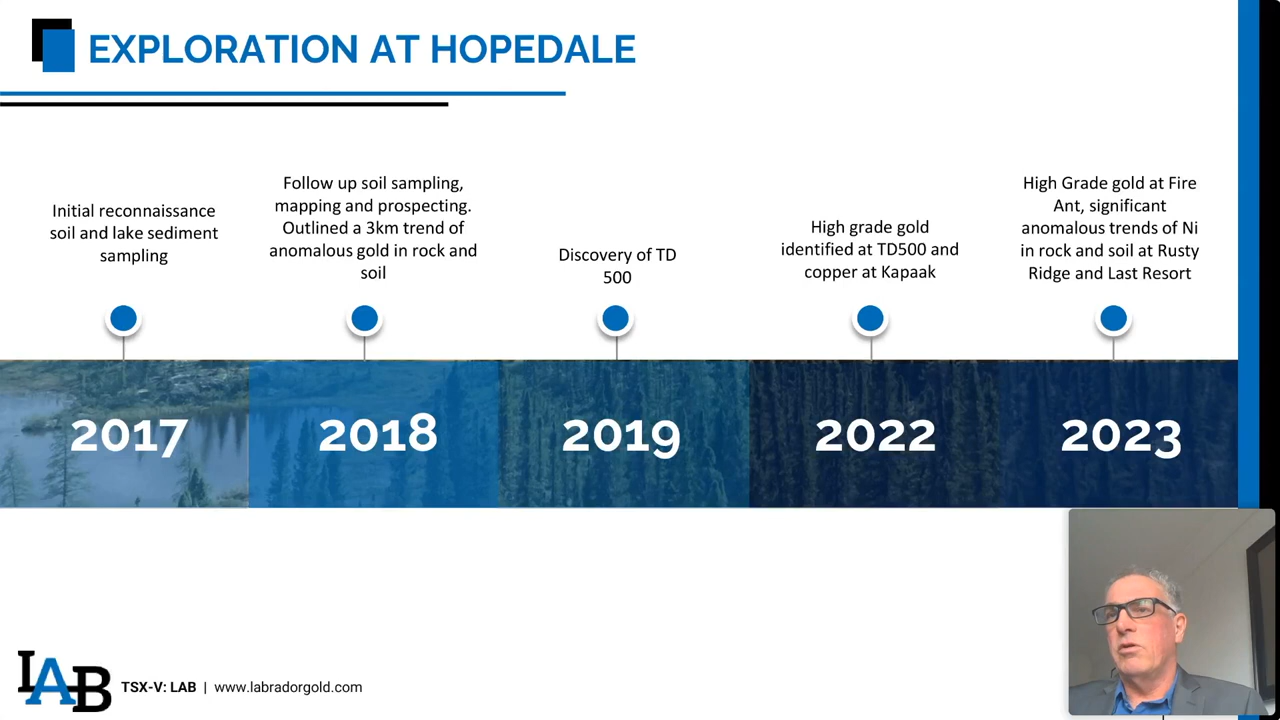 EXPLORATION AT HOPEDALE
Initial reconnaissance
soil and lake sediment
sampling
Follow up soil sampling,
mapping and prospecting.
Outlined a 3km trend of
anomalous gold in rock and
soil
Discovery of TD
500
High grade gold
identified at TD500 and
copper at Kapaak
High Grade gold at Fire
Ant, significant
anomalous trends of Ni
in rock and soil at Rusty
Ridge and Last Resort
2017
2018
2019
2022
2023
LAB
TSX-V: LAB | www.labradorgold.com